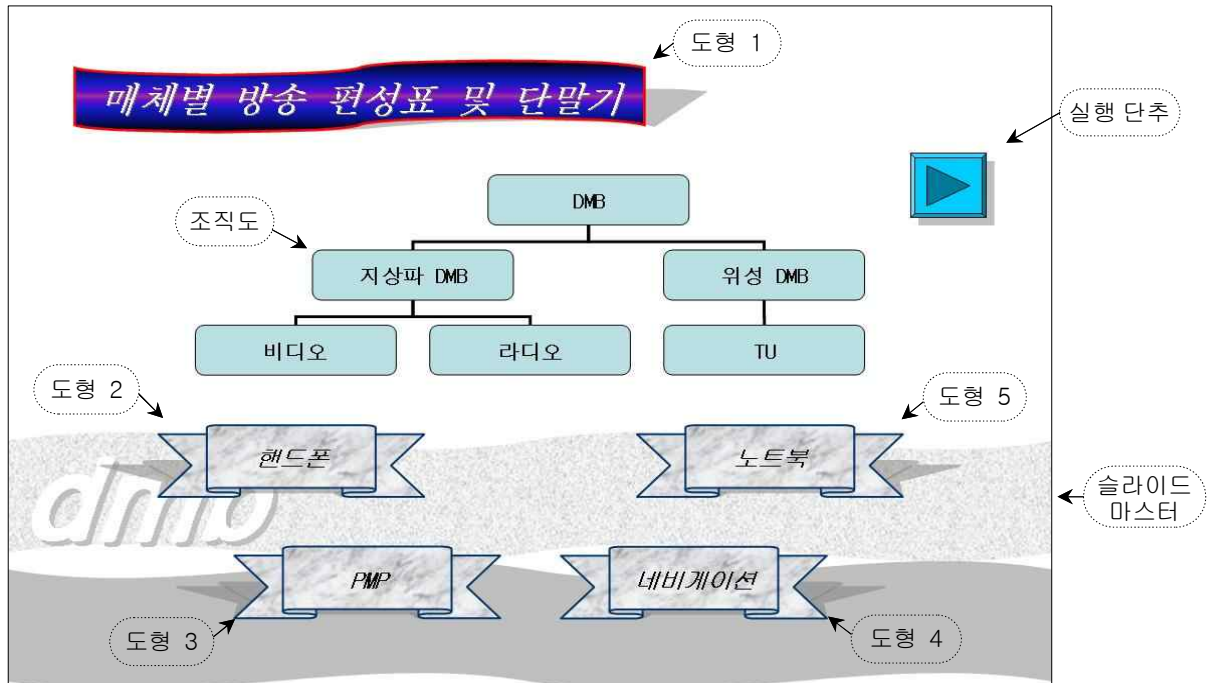 도형 1
매체별 방송 편성표 및 단말기
실행 단추
DMB
조직도
지상파 DMB
위성 DMB
비디오
라디오
TU
도형 2
도형 5
핸드폰
노트북
dmb
슬라이드
마스터
PMP
네비게이션
도형 3
도형 4